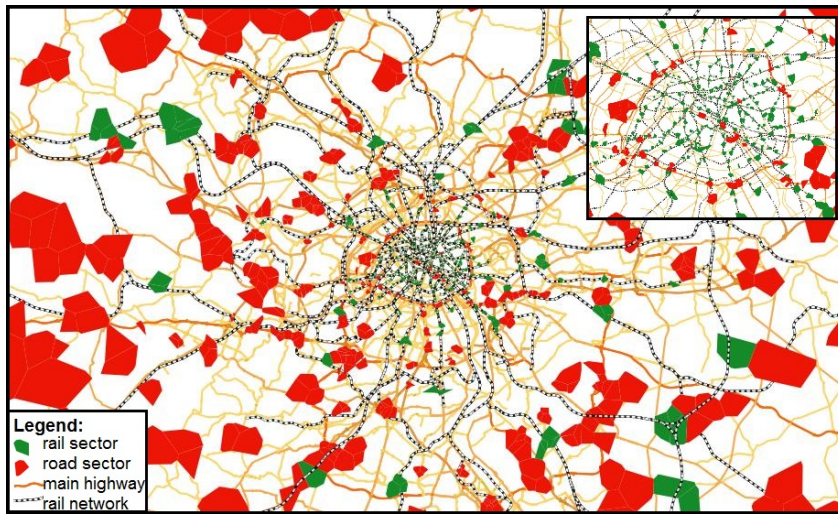 Legend:
rail sector
road sector
main highway
rail network